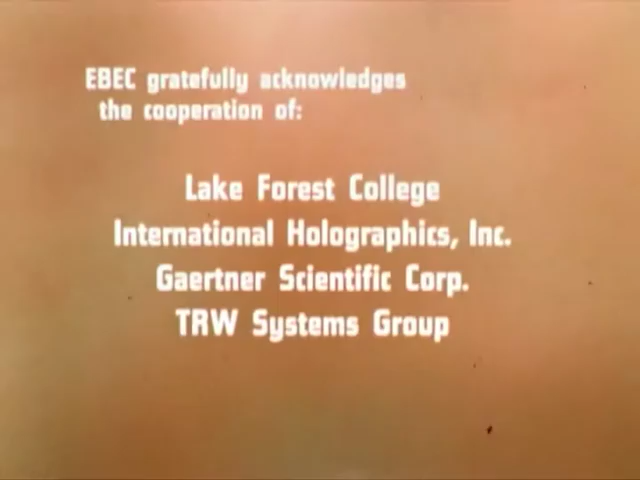 EBEC gratefully acknowledges
the cooperation of:
Lake Forest College
International Holographics, Inc.
Gaertner Scientific Corp.
TRW Systems Group